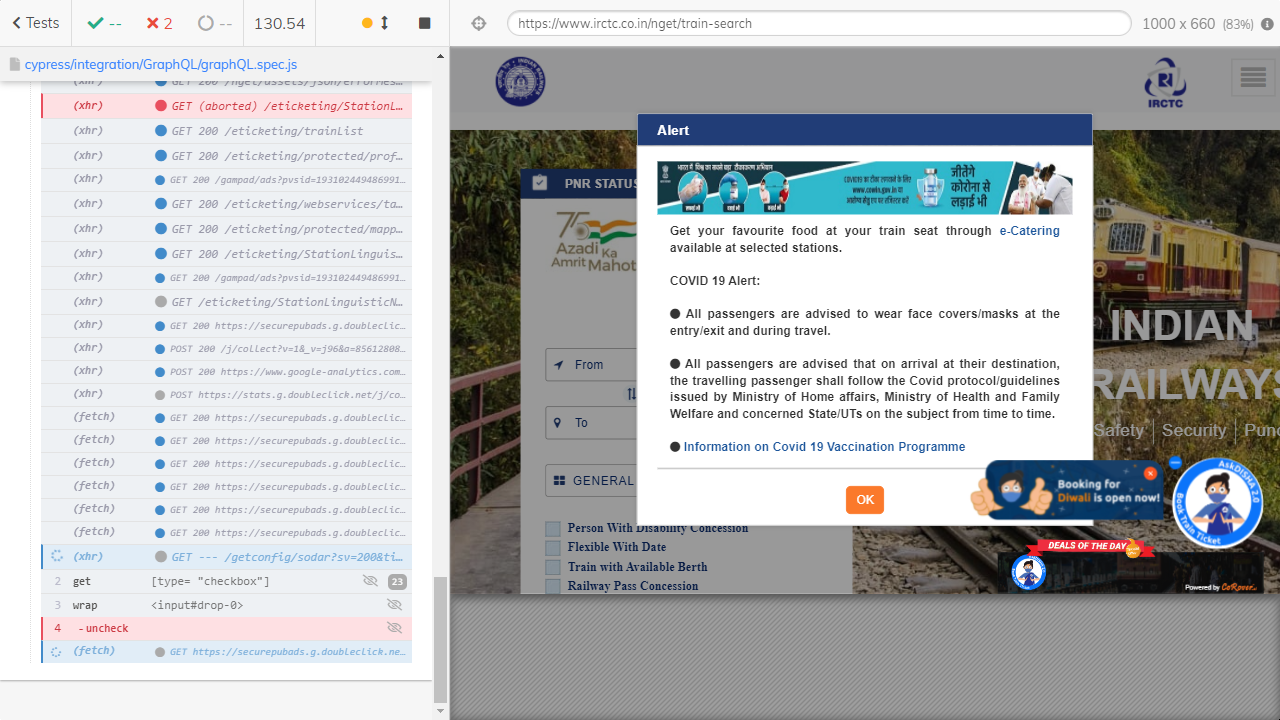 Tests
--
2
--
130.54
https://www.irctc.co.in/nget/train-search
1000 x 660 (83%)
cypress/integration/GraphQL/graphQL.spec.js
(xhr) GET 200 /nget/assets/json/errorMes...
(xhr) GET (aborted) /eticketing/StationL...
(xhr) GET 200 /eticketing/trainList
(xhr) GET 200 /eticketing/protected/prof...
(xhr) GET 200 /gampad/ads?pvsid=193102449486991...
(xhr) GET 200 /eticketing/webservices/ta...
(xhr) GET 200 /eticketing/protected/mapp...
(xhr) GET 200 /eticketing/StationLinguis...
(xhr) GET 200 /gampad/ads?pvsid=193102449486991...
(xhr) GET /eticketing/StationLinguisticN...
(xhr) GET 200 https://securepubads.g.doubleclic...
(xhr) POST 200 /j/collect?v=1&_v=j96&a=85612808...
(xhr) POST 200 https://www.google-analytics.com...
(xhr) POST https://stats.g.doubleclick.net/j/co...
(fetch) GET 200 https://securepubads.g.doubleclic...
(fetch) GET 200 https://securepubads.g.doubleclic...
(fetch) GET 200 https://securepubads.g.doubleclic...
(fetch) GET 200 https://securepubads.g.doubleclic...
(fetch) GET 200 https://securepubads.g.doubleclic...
(fetch) GET 200 https://securepubads.g.doubleclic...
(xhr) GET --- /getconfig/sodar?sv=200&ti...
2 get [type= "checkbox"] 23
3 wrap <input#drop-0>
4 -uncheck
(fetch) GET https://securepubads.g.doubleclick.ne...
IRCTC
PNR STATUS
75
Azadi Ka
Amrit Mahot
From
To
GENERAL
Person With Disability Concession
Flexible With Date
Train with Available Berth
Railway Pass Concession
INDIAN
RAILWAYS
Safety | Security | Punc
Alert
जीतेंगे
कोरोना से
लड़ाई भी
www.cowin.gov.in या
Get your favourite food at your train seat through e-Catering
available at selected stations.
COVID 19 Alert:
All passengers are advised to wear face covers/masks at the
entry/exit and during travel.
All passengers are advised that on arrival at their destination,
the travelling passenger shall follow the Covid protocol/guidelines
issued by Ministry of Home affairs, Ministry of Health and Family
Welfare and concerned State/UTs on the subject from time to time.
Information on Covid 19 Vaccination Programme
OK
Booking for
Diwali is open now!
AskDISHA 2.0
Book Train Ticket
DEALS OF THE DAY
Powered by CoRover